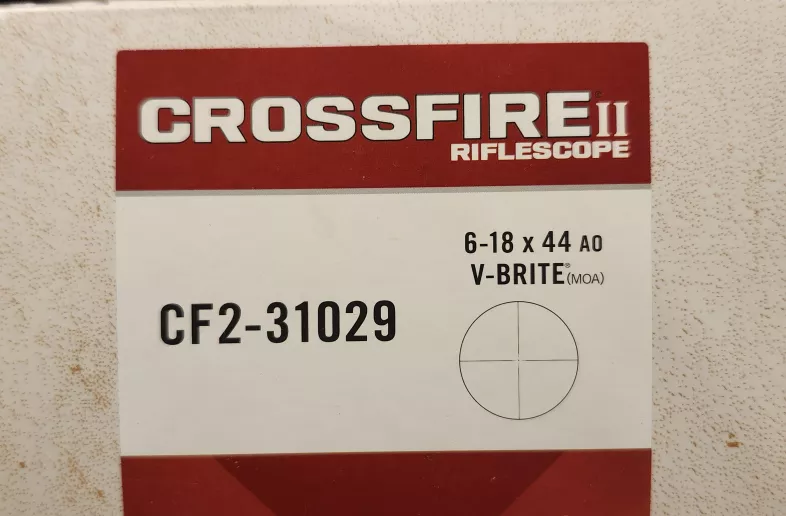 CROSSFIRE® II
RIFLESCOPE
6-18 x 44 AO
V-BRITE® (MOA)
CF2-31029